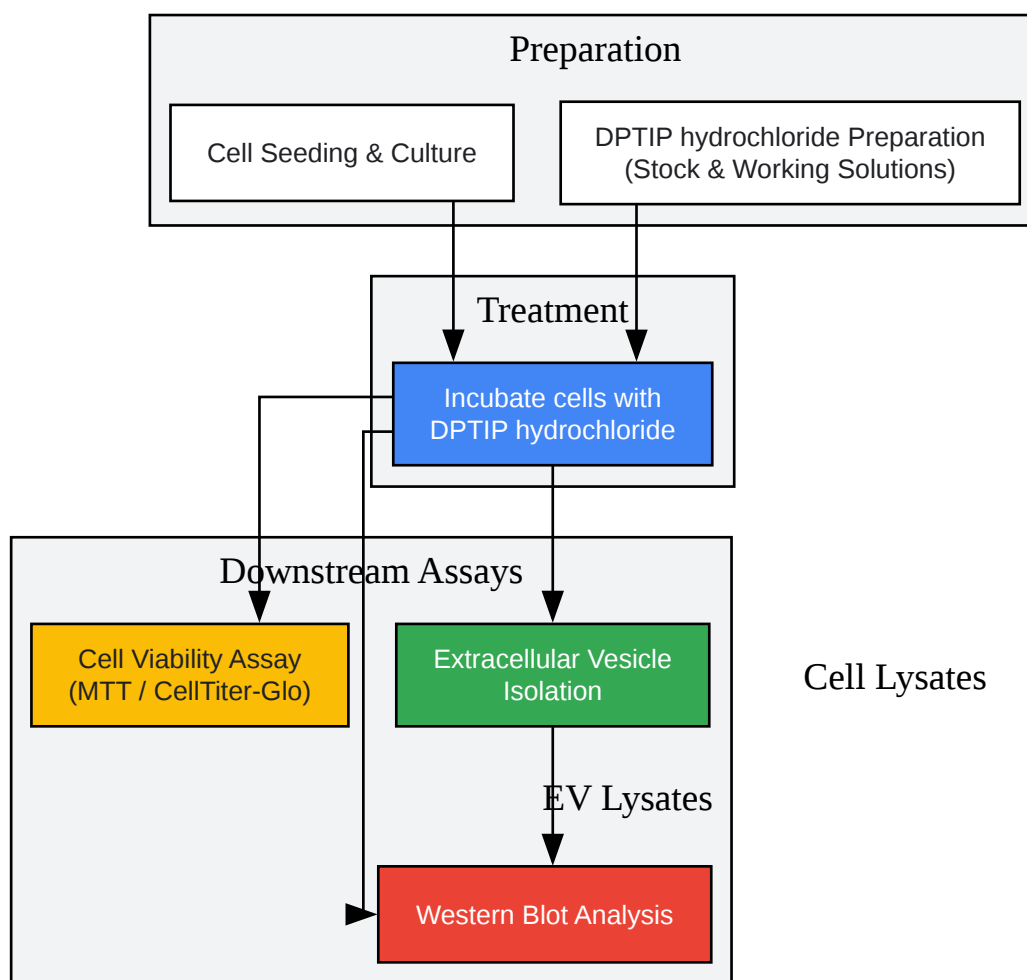 Preparation
Cell Seeding & Culture
DPTIP hydrochloride Preparation
(Stock & Working Solutions)
Treatment
Incubate cells with
DPTIP hydrochloride
Downstream Assays
Cell Viability Assay
(MTT / CellTiter-Glo)
Extracellular Vesicle
Isolation
Cell Lysates
EV Lysates
Western Blot Analysis